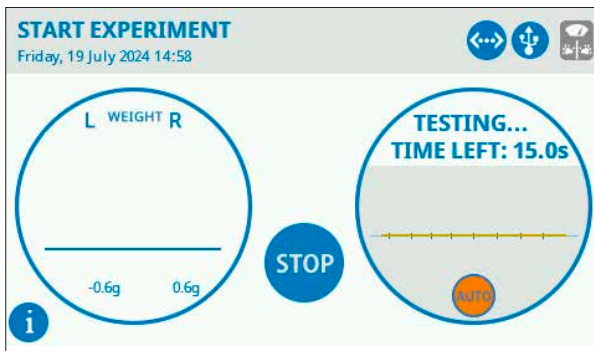 START EXPERIMENT
Friday, 19 July 2024 14:58
L WEIGHT R
-0.6g 0.6g
i
STOP
TESTING...
TIME LEFT: 15.0s
AUTO